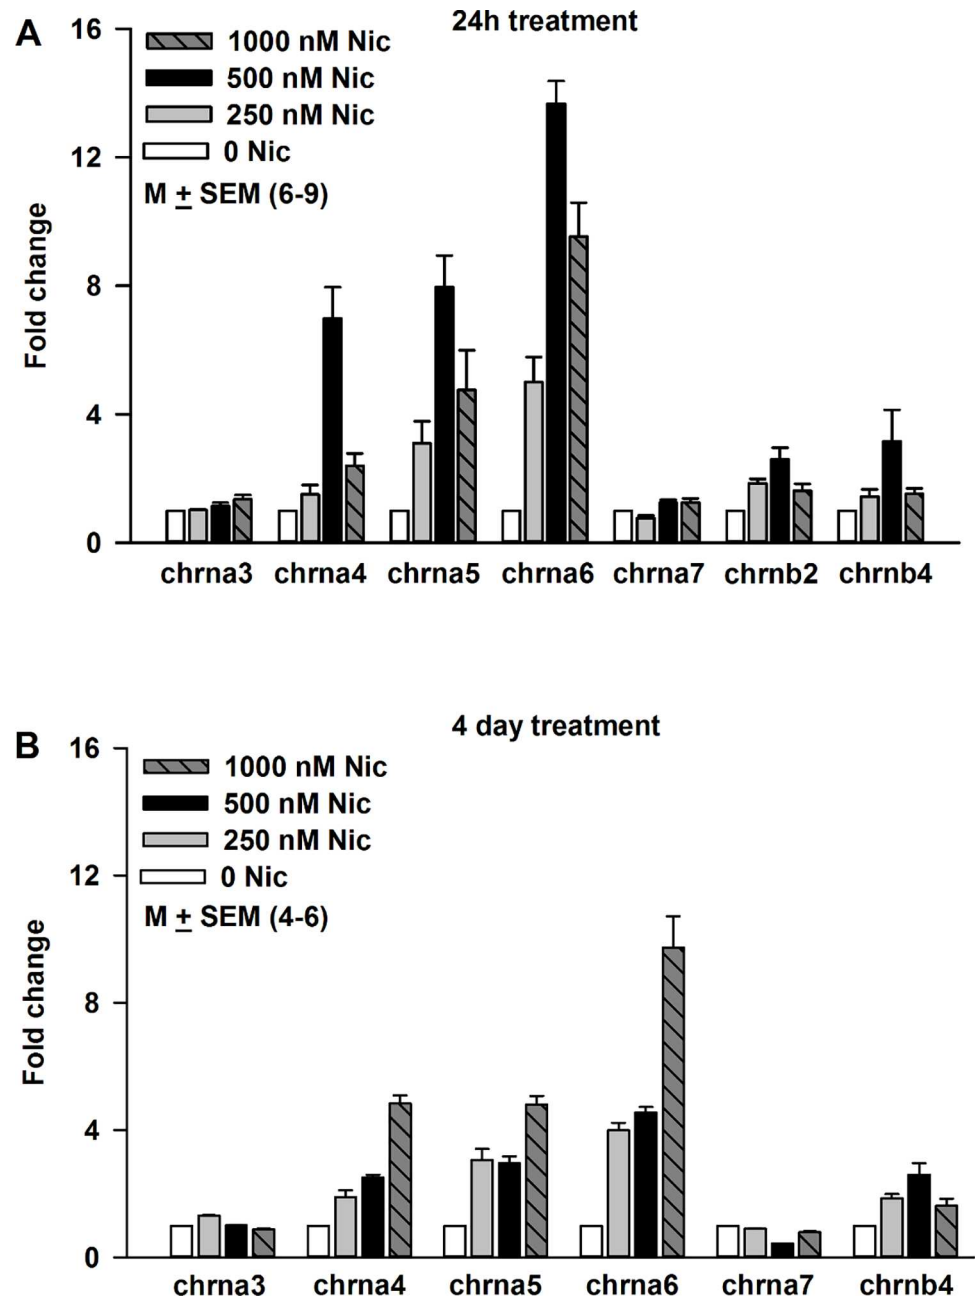 A
24h treatment
16
12
8
4
0
Fold change
1000 nM Nic
500 nM Nic
250 nM Nic
0 Nic
M ± SEM (6-9)
chrna3 chrna4 chrna5 chrna6 chrna7 chrnb2 chrnb4
B
4 day treatment
16
12
8
4
0
Fold change
1000 nM Nic
500 nM Nic
250 nM Nic
0 Nic
M ± SEM (4-6)
chrna3 chrna4 chrna5 chrna6 chrna7 chrnb4